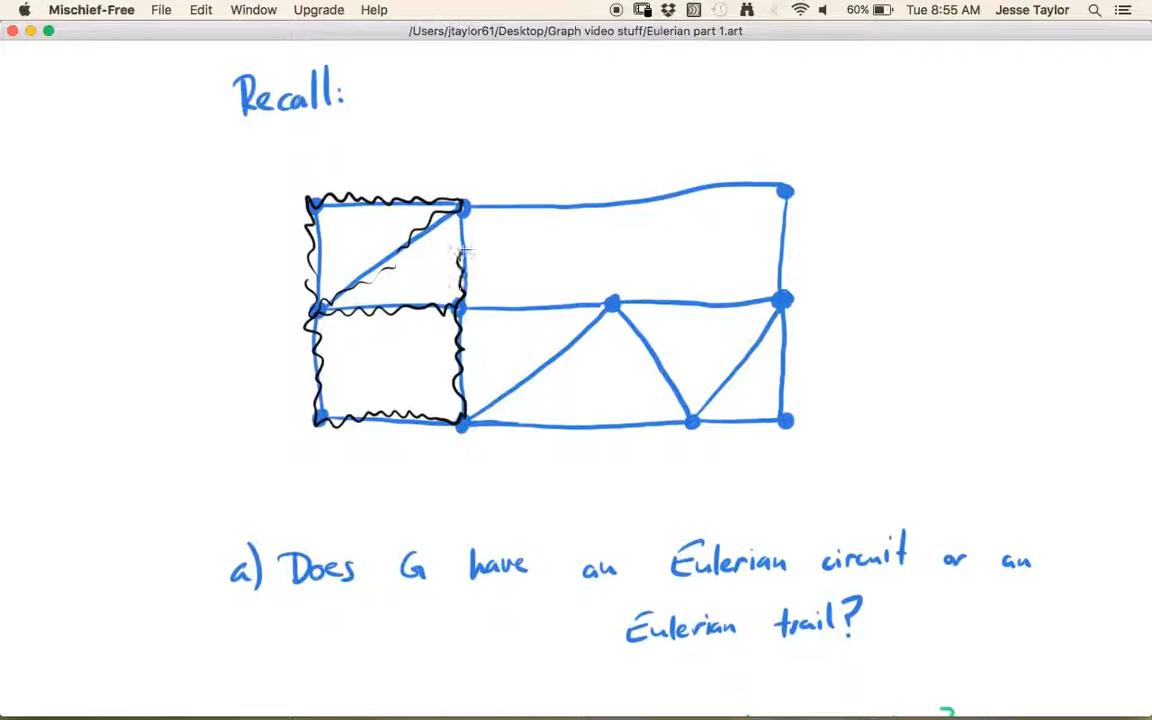 Mischief-Free File Edit Window Upgrade Help 60% Tue 8:55 AM Jesse Taylor
/Users/jtaylor61/Desktop/Graph video stuff/Eulerian part 1.art
Recall:
a) Does G have an Eulerian circuit or an
Eulerian trail?